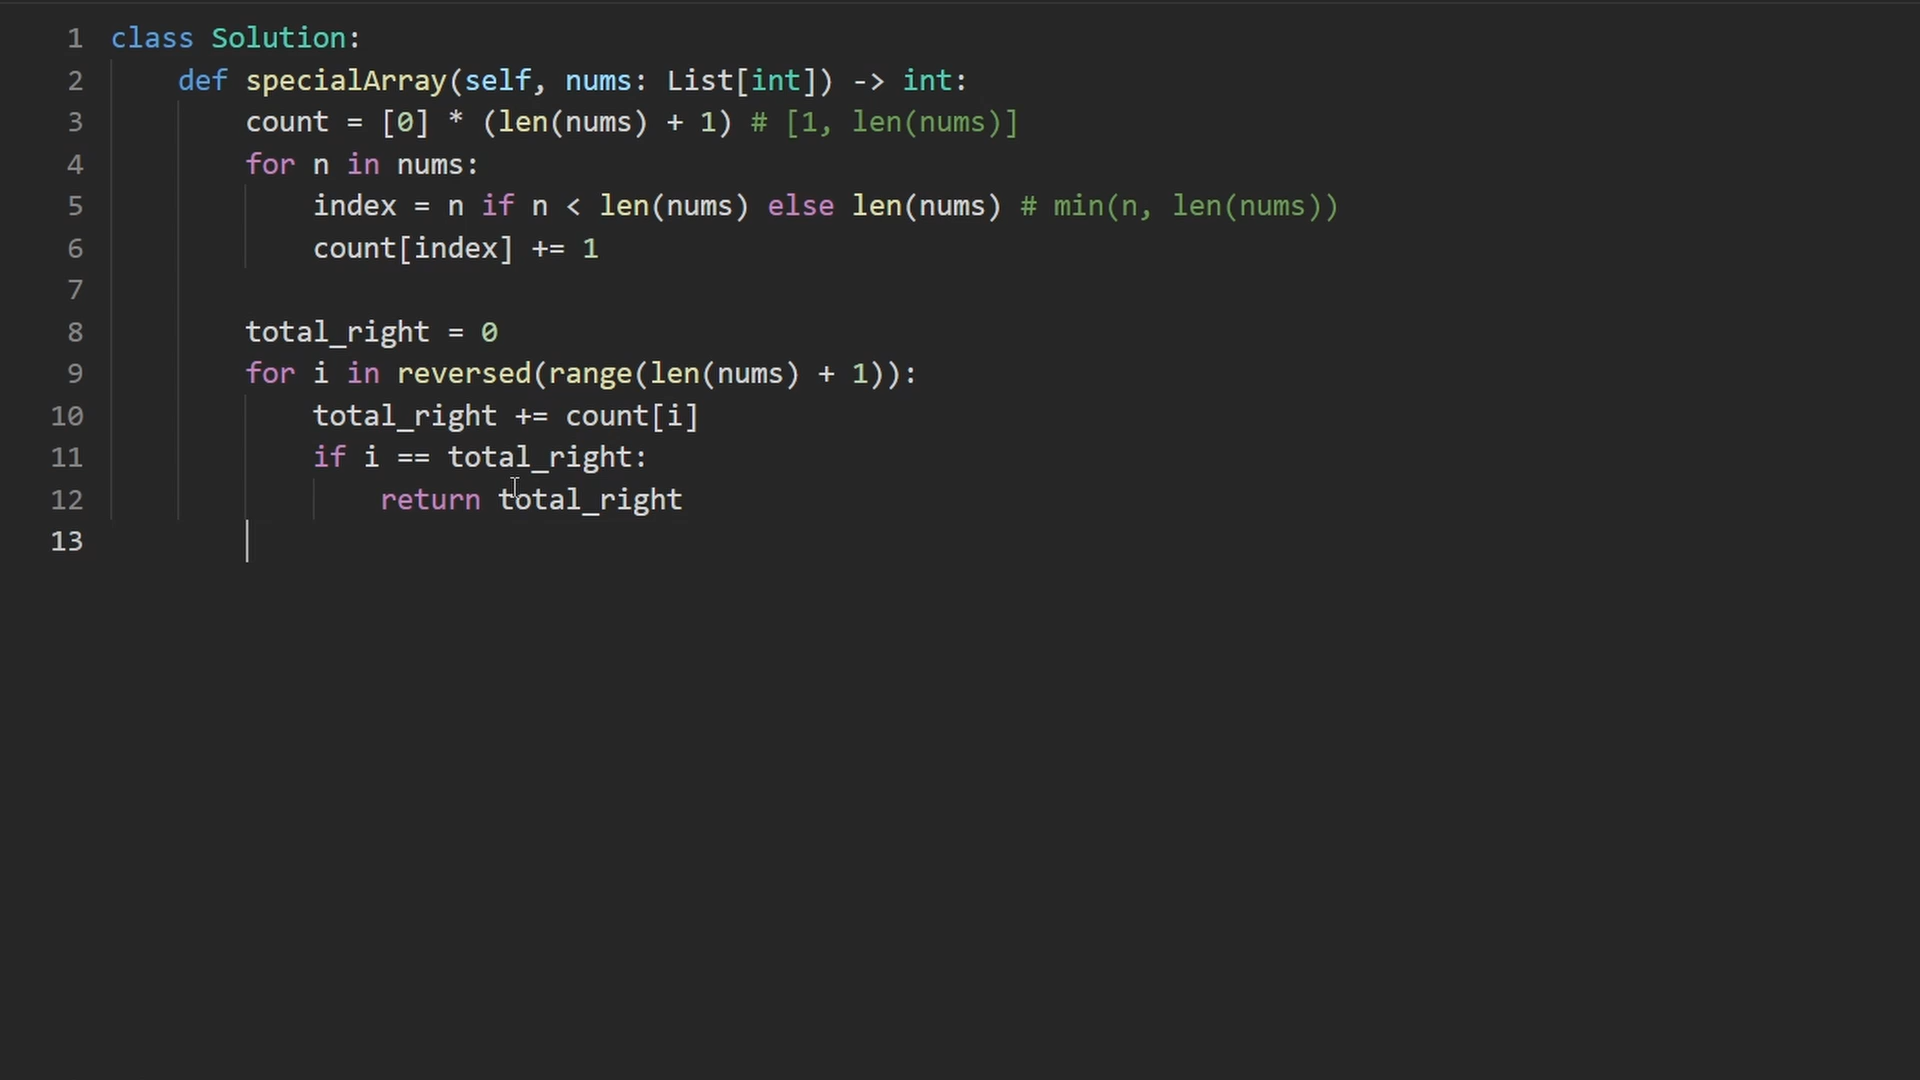 1 class Solution:
2 def specialArray(self, nums: List[int]) -> int:
3 count = [0] * (len(nums) + 1) # [1, len(nums)]
4 for n in nums:
5 index = n if n < len(nums) else len(nums) # min(n, len(nums))
6 count[index] += 1
7
8 total_right = 0
9 for i in reversed(range(len(nums) + 1)):
10 total_right += count[i]
11 if i == total_right:
12 return total_right
13